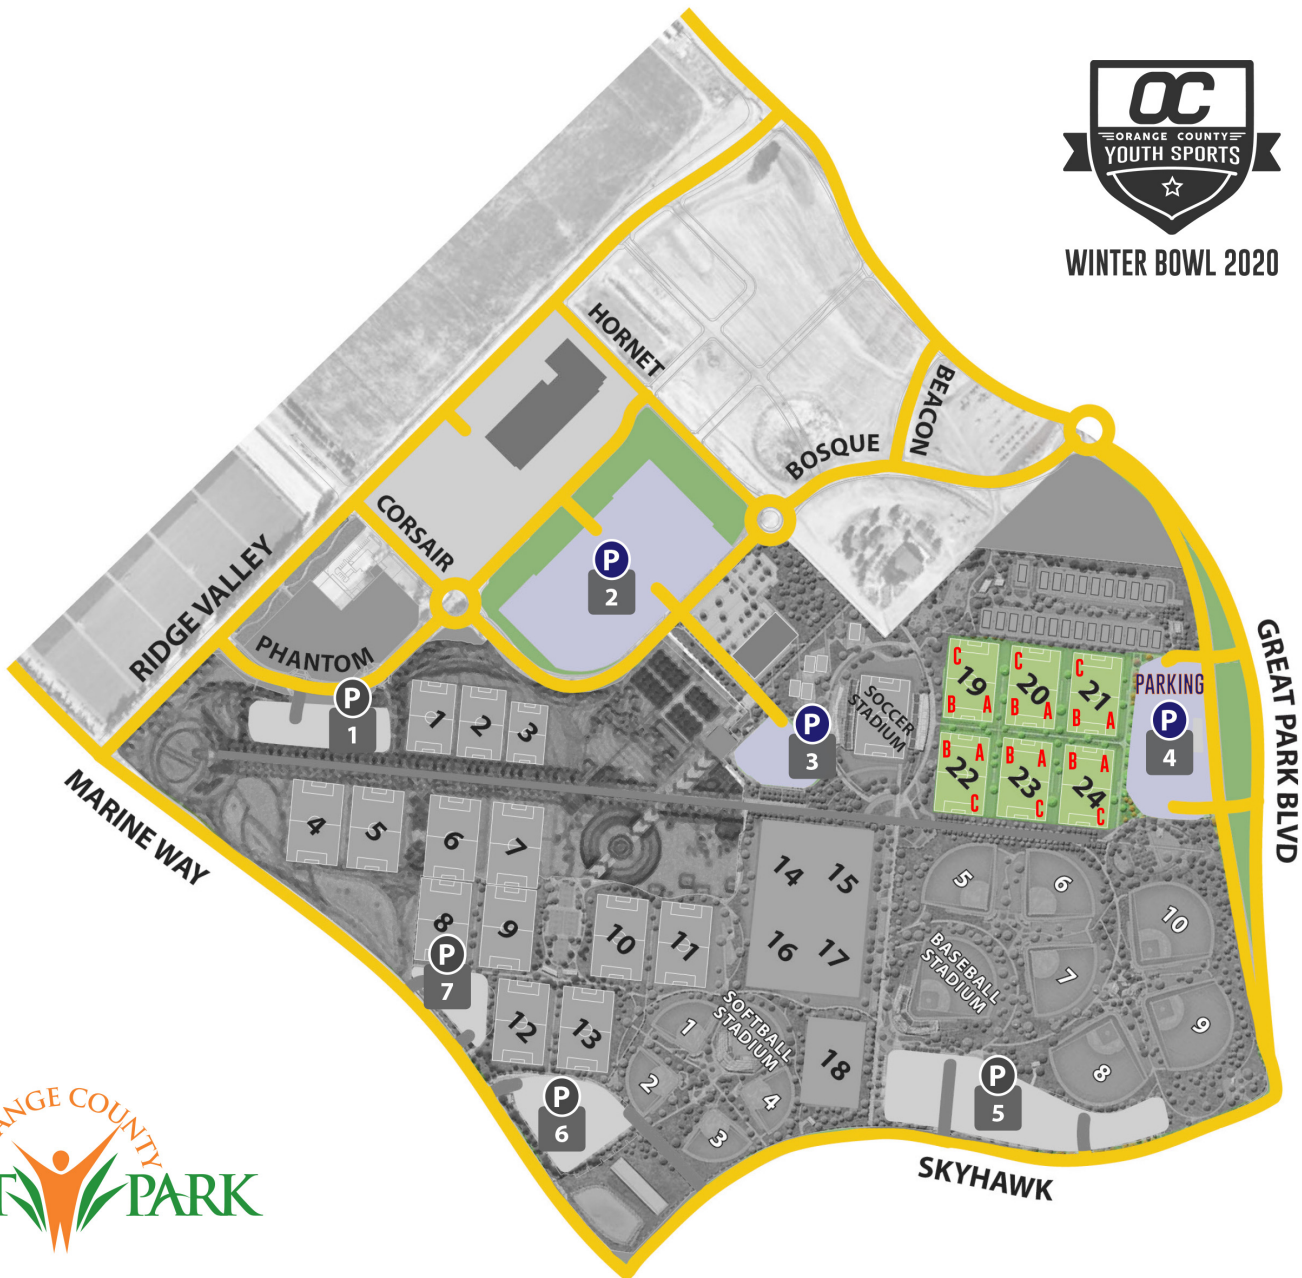 OC
ORANGE COUNTY
YOUTH SPORTS
WINTER BOWL 2020
HORNET
BEACON
BOSQUE
CORSAIR
RIDGE VALLEY
PHANTOM
MARINE WAY
GREAT PARK BLVD
SKYHAWK
P
2
P
1
P
3
PARKING
P
4
P
7
P
6
P
5
SOCCER
STADIUM
C
19
B
A
C
20
B
A
C
21
B
A
B
A
22
C
B
A
23
C
B
A
24
C
1
2
3
4
5
6
7
8
9
10
11
12
13
14
15
16
17
18
BASEBALL
STADIUM
5
6
7
8
9
10
SOFTBALL
STADIUM
1
2
3
4
ANGE COUNTY
T PARK